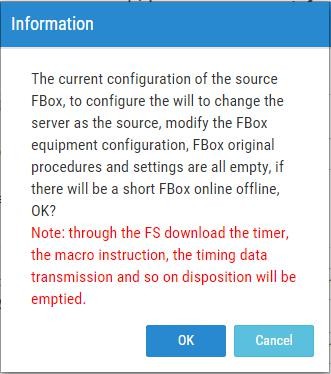 Information
The current configuration of the source
FBox, to configure the will to change the
server as the source, modify the FBox
equipment configuration, FBox original
procedures and settings are all empty, if
there will be a short FBox online offline,
OK?
Note: through the FS download the timer,
the macro instruction, the timing data
transmission and so on disposition will be
emptied.
OK
Cancel